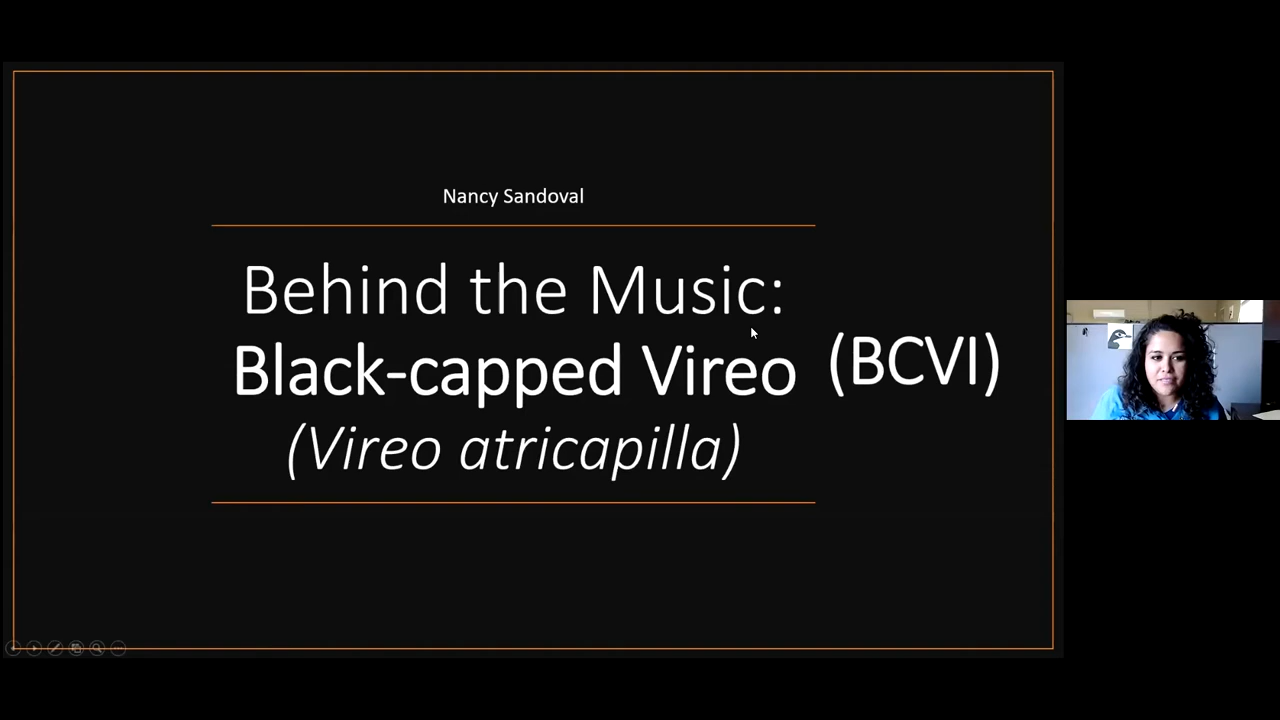 Nancy Sandoval
Behind the Music:
Black-capped Vireo (BCVI)
(Vireo atricapilla)